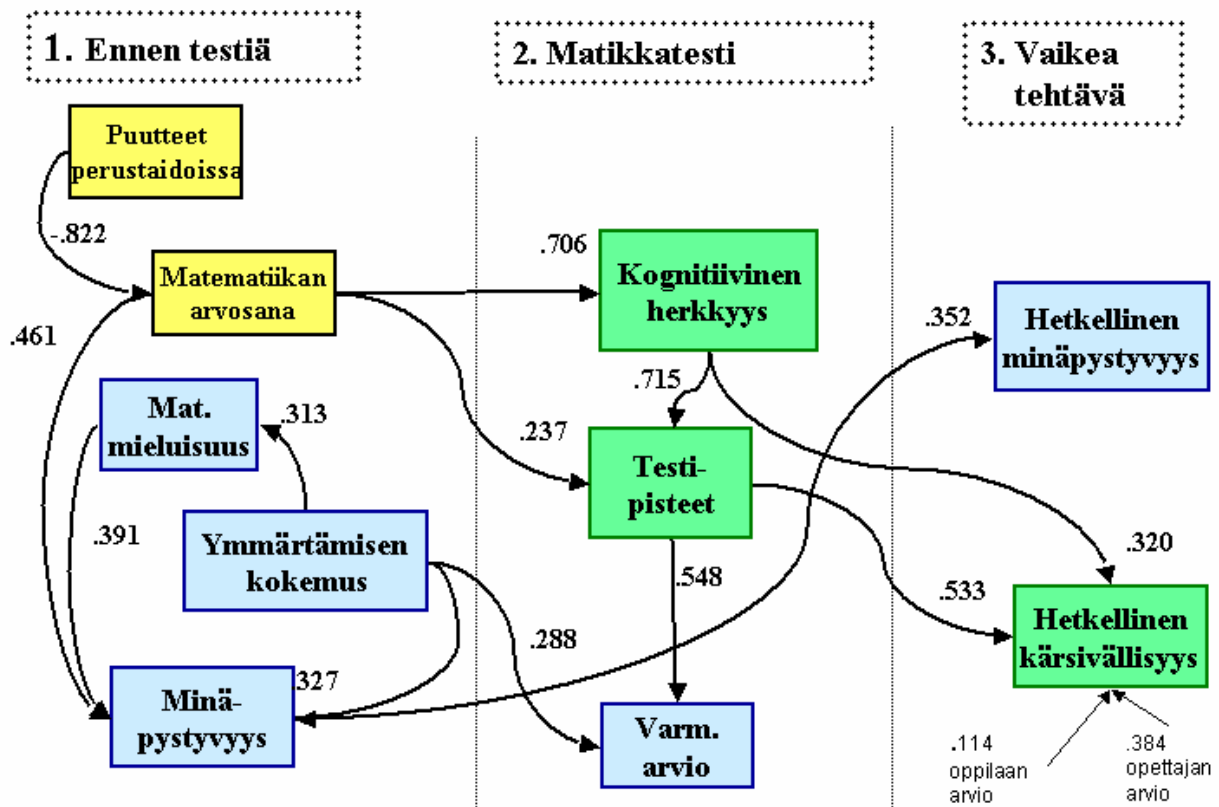 1. Ennen testiä
2. Matikkatesti
3. Vaikea
tehtävä
Puutteet
perustaidoissa
-.822
Matematiikan
arvosana
.461
Mat.
mieluisuus
.313
.391
Ymmärtämisen
kokemus
Minä-
pystyvyys
.327
.288
.706
Kognitiivinen
herkkyys
.715
.237
Testi-
pisteet
.548
Varm.
arvio
.352
Hetkellinen
minäpystyvyys
.320
.533
Hetkellinen
kärsivällisyys
.114
oppilaan
arvio
.384
opettajan
arvio